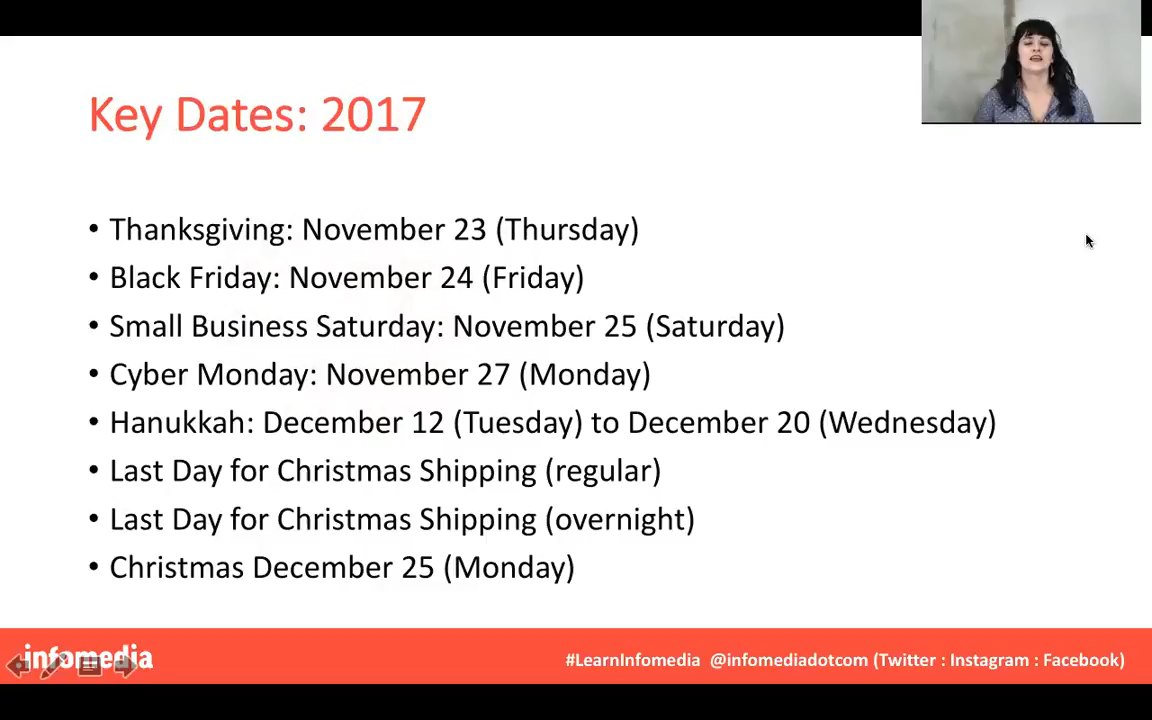 Key Dates: 2017
• Thanksgiving: November 23 (Thursday)
• Black Friday: November 24 (Friday)
• Small Business Saturday: November 25 (Saturday)
• Cyber Monday: November 27 (Monday)
• Hanukkah: December 12 (Tuesday) to December 20 (Wednesday)
• Last Day for Christmas Shipping (regular)
• Last Day for Christmas Shipping (overnight)
• Christmas December 25 (Monday)
infomedia
#LearnInfomedia @infomediadotcom (Twitter : Instagram : Facebook)